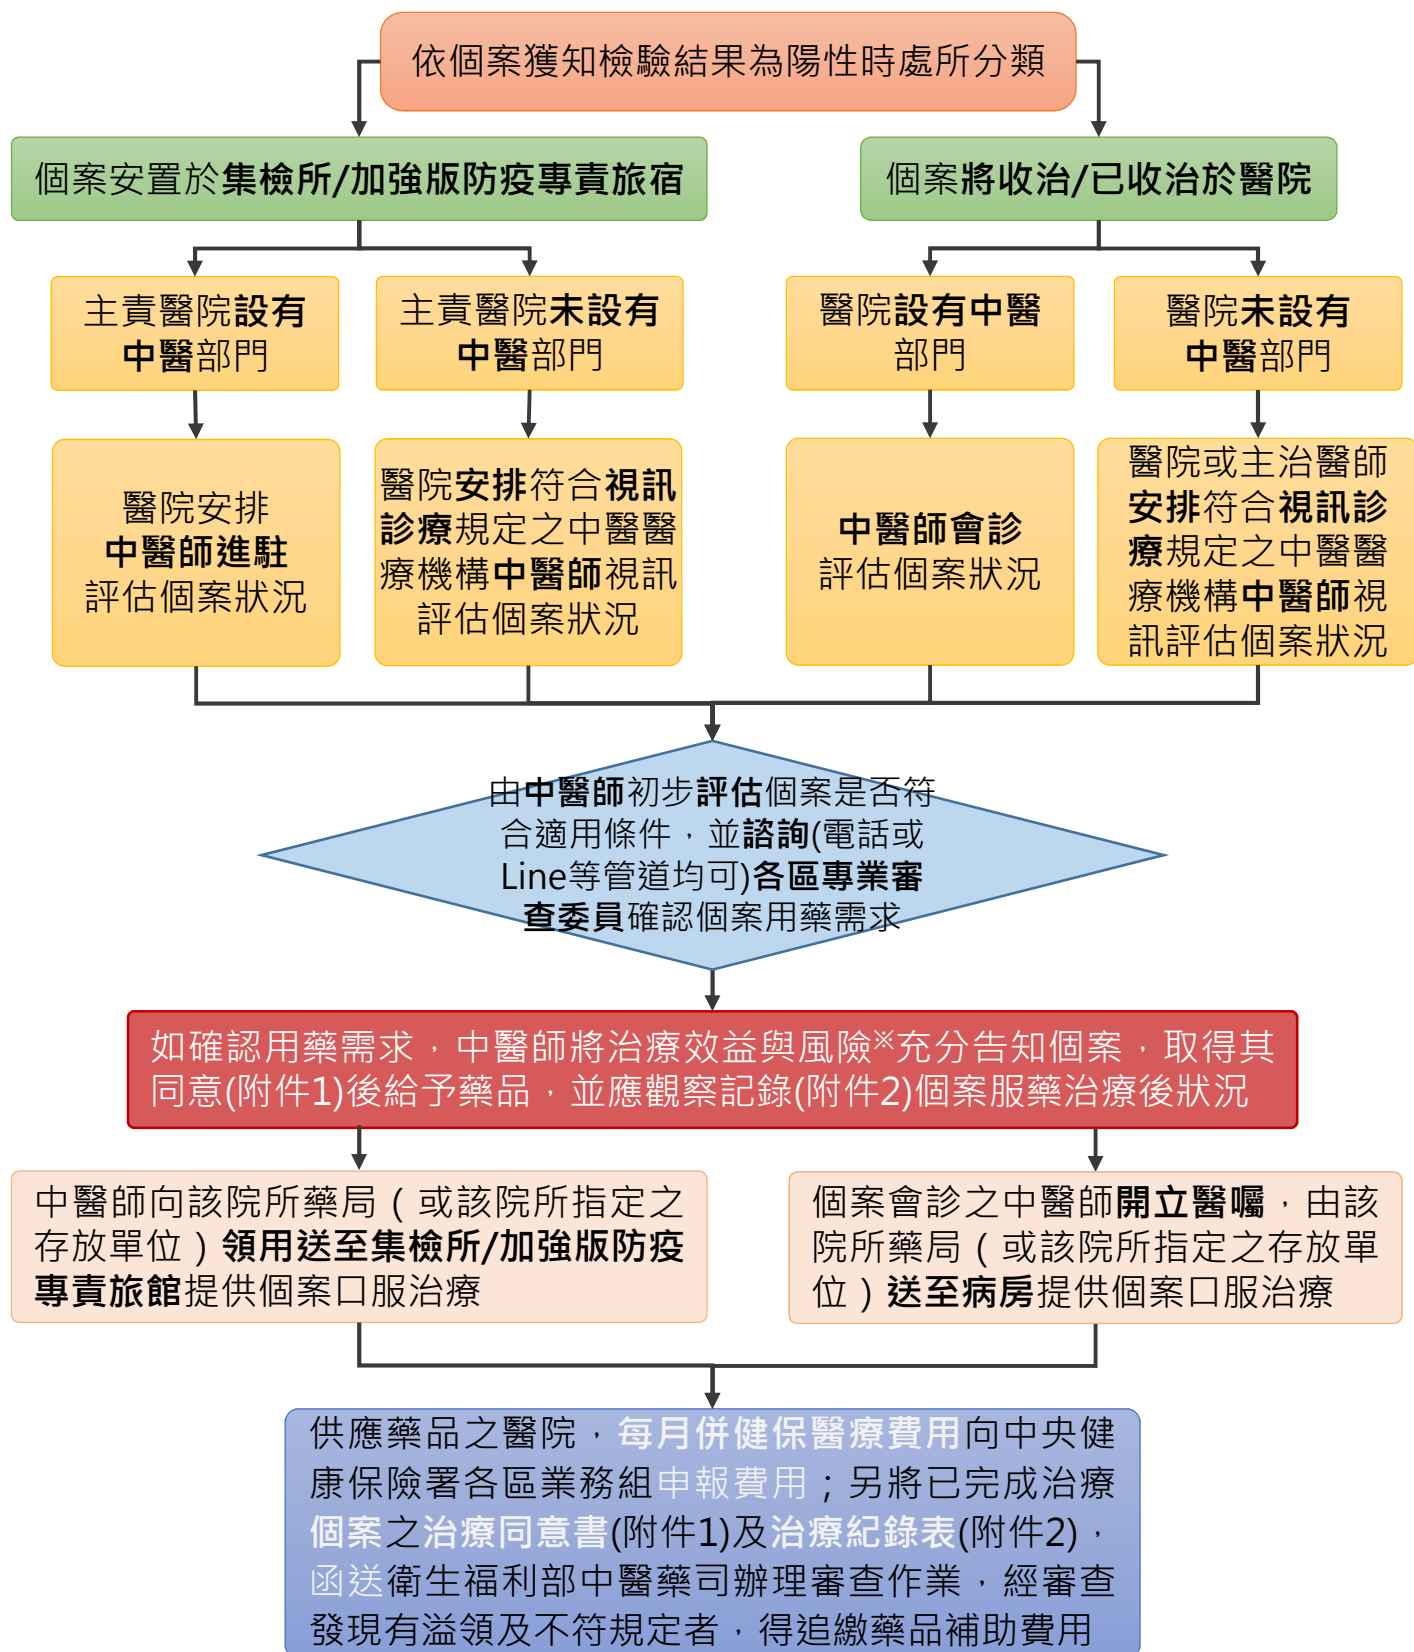 依個案獲知檢驗結果為陽性時處所分類
個案安置於集檢所/加強版防疫專責旅宿
個案將收治/已收治於醫院
主責醫院設有
中醫部門
主責醫院未設有
中醫部門
醫院設有中醫
部門
醫院未設有
中醫部門
醫院安排
中醫師進駐
評估個案狀況
醫院安排符合視訊
診療規定之中醫醫
療機構中醫師視訊
評估個案狀況
中醫師會診
評估個案狀況
醫院或主治醫師
安排符合視訊診
療規定之中醫醫
療機構中醫師視
訊評估個案狀況
由中醫師初步評估個案是否符
合適用條件，並諮詢(電話或
Line等管道均可)各區專業審
查委員確認個案用藥需求
如確認用藥需求，中醫師將治療效益與風險※充分告知個案，取得其
同意(附件1)後給予藥品，並應觀察記錄(附件2)個案服藥治療後狀況
中醫師向該院所藥局（或該院所指定之
存放單位）領用送至集檢所/加強版防疫
專責旅館提供個案口服治療
個案會診之中醫師開立醫囑，由該
院所藥局（或該院所指定之存放單
位）送至病房提供個案口服治療
供應藥品之醫院，每月併健保醫療費用向中央健
康保險署各區業務組申報費用；另將已完成治療
個案之治療同意書(附件1)及治療紀錄表(附件2)，
函送衛生福利部中醫藥司辦理審查作業，經審查
發現有溢領及不符規定者，得追繳藥品補助費用